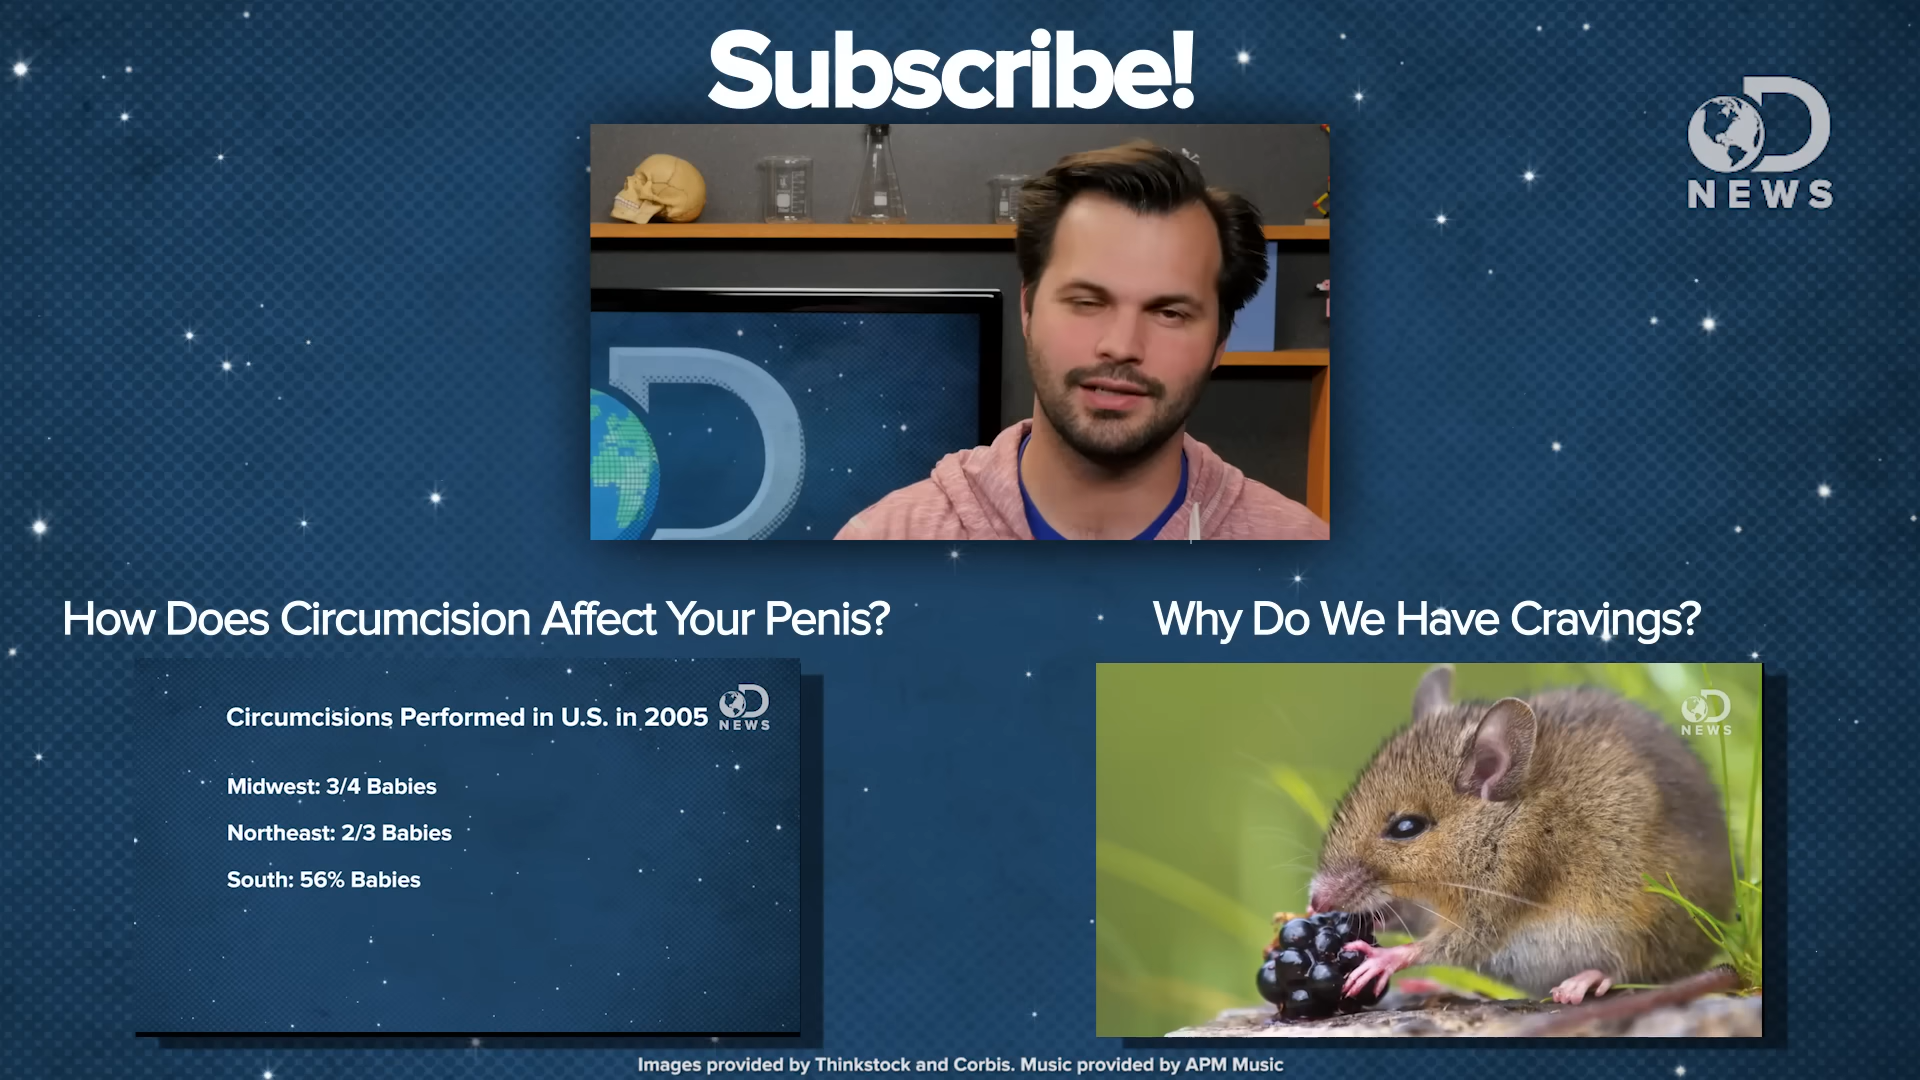 Subscribe!
D
NEWS
D
How Does Circumcision Affect Your Penis?
Why Do We Have Cravings?
Circumcisions Performed in U.S. in 2005
D
NEWS
Midwest: 3/4 Babies
Northeast: 2/3 Babies
South: 56% Babies
D
NEWS
Images provided by Thinkstock and Corbis. Music provided by APM Music